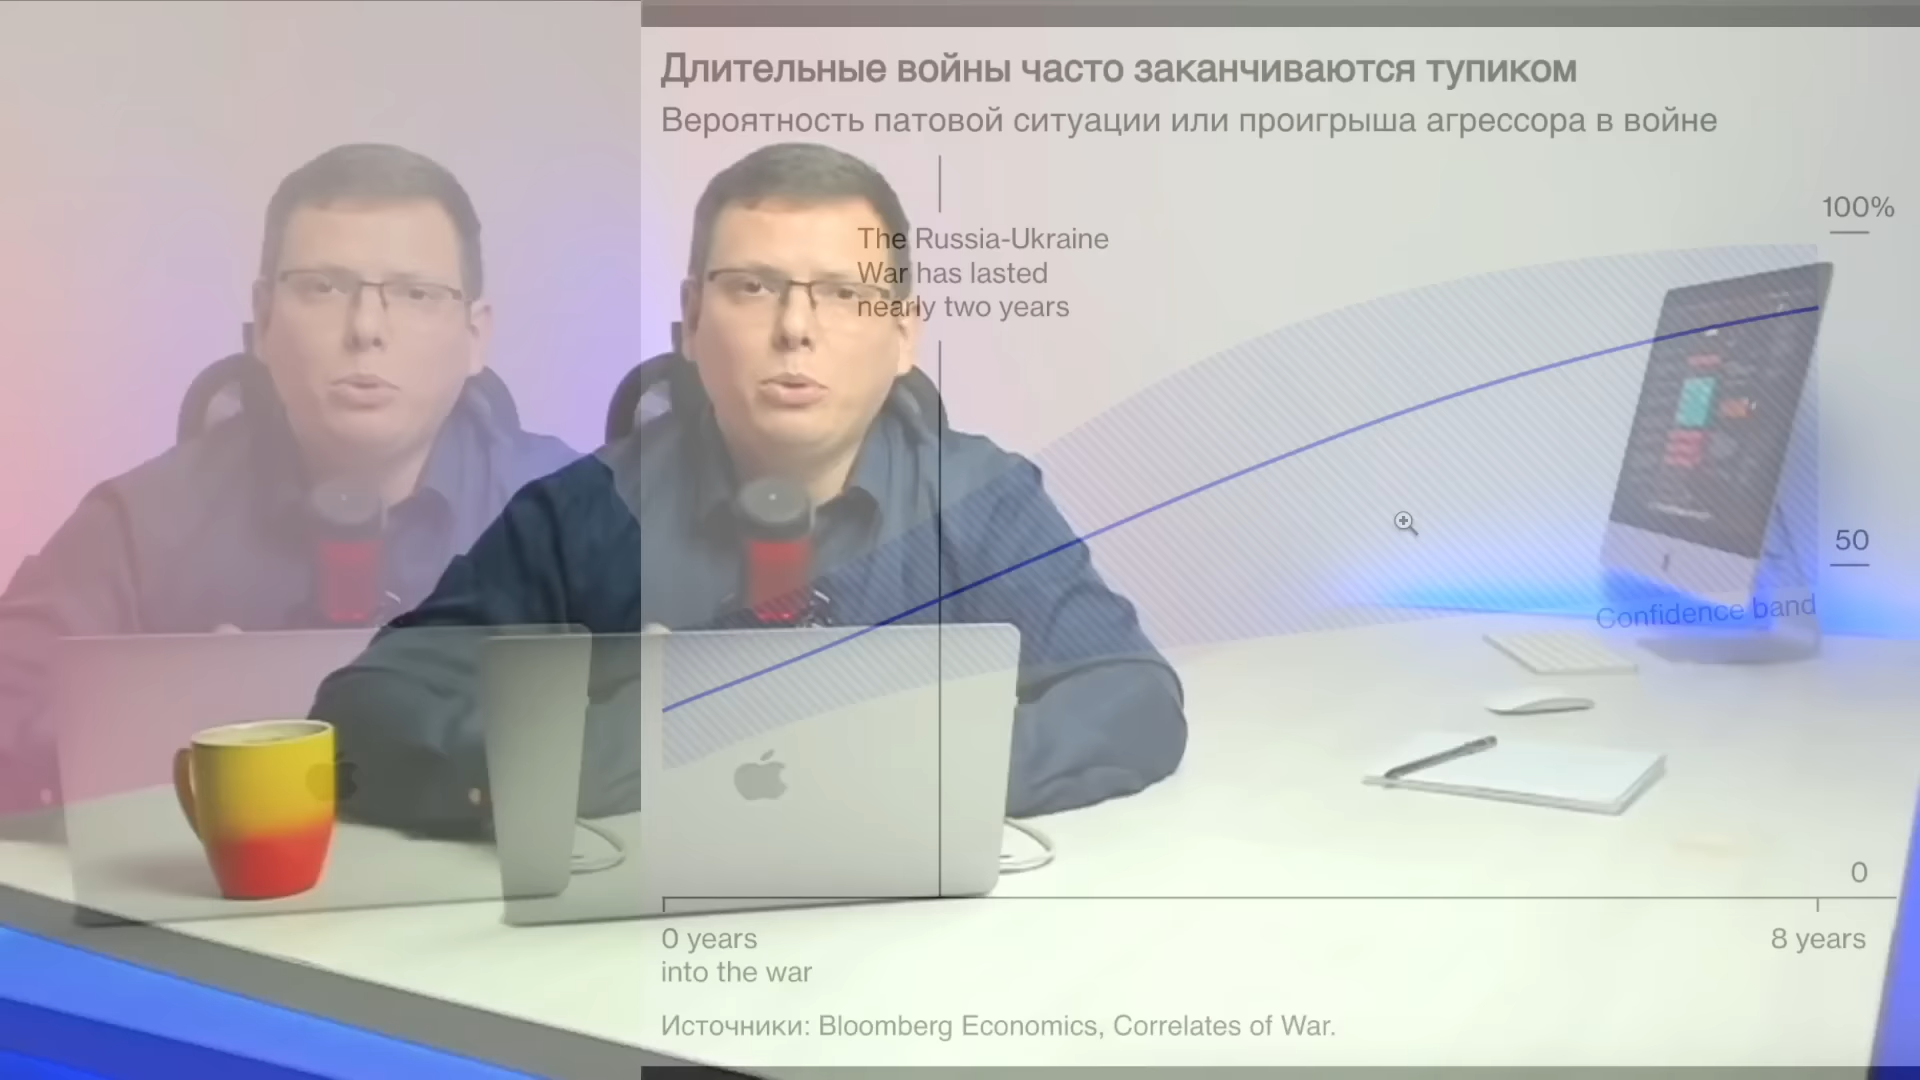 Длительные войны часто заканчиваются тупиком
Вероятность патовой ситуации или проигрыша агрессора в войне
100%
The Russia-Ukraine
War has lasted
nearly two years
50
Confidence band
0
0 years
into the war
8 years
Источники: Bloomberg Economics, Correlates of War.